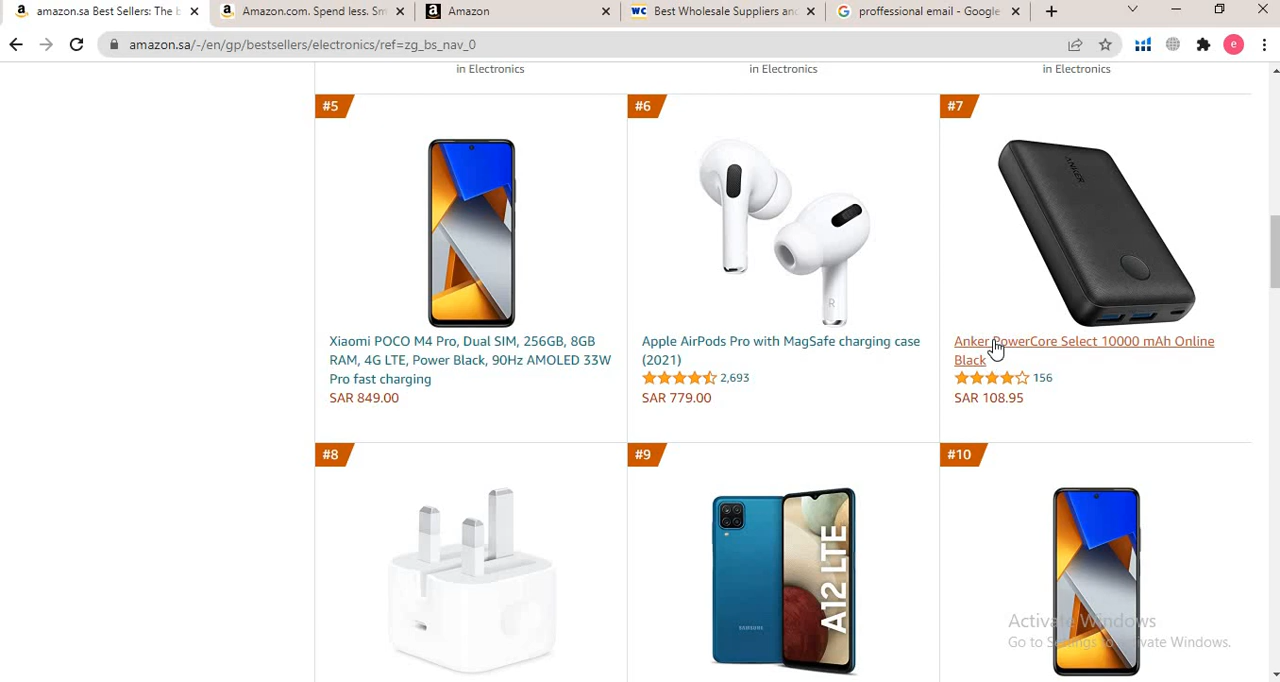 amazon.sa Best Sellers: The b
Amazon.com. Spend less. Sm
Amazon
WC Best Wholesale Suppliers and
proffessional email - Google
amazon.sa/-/en/gp/bestsellers/electronics/ref=zg_bs_nav_0
e
in Electronics
in Electronics
in Electronics
#5
#6
#7
ANKER
R
Xiaomi POCO M4 Pro, Dual SIM, 256GB, 8GB
RAM, 4G LTE, Power Black, 90Hz AMOLED 33W
Pro fast charging
SAR 849.00
Apple AirPods Pro with MagSafe charging case
(2021)
2,693
SAR 779.00
Anker PowerCore Select 10000 mAh Online
Black
156
SAR 108.95
#8
#9
#10
SAMSUNG
A12 LTE
Activate Windows
Go to Settings to activate Windows.